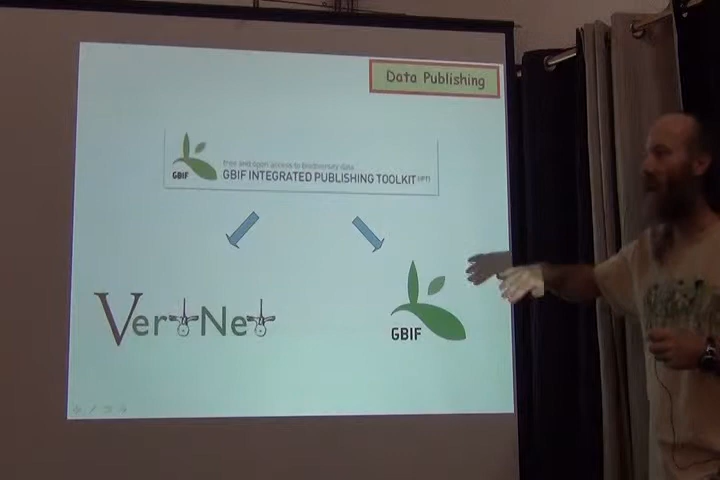 Data Publishing
free and open access to biodiversity data
GBIF
GBIF INTEGRATED PUBLISHING TOOLKIT (IPT)
VertNet
GBIF